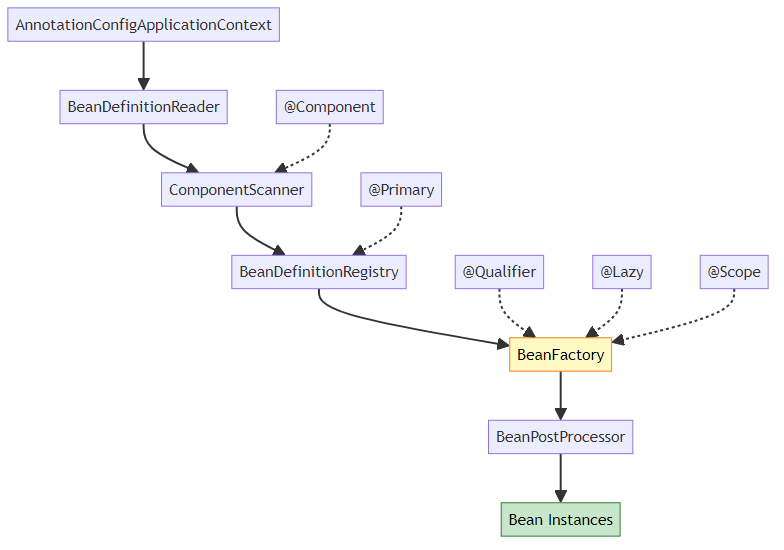 AnnotationConfigApplicationContext
BeanDefinitionReader
@Component
ComponentScanner
@Primary
BeanDefinitionRegistry
@Qualifier
@Lazy
@Scope
BeanFactory
BeanPostProcessor
Bean Instances